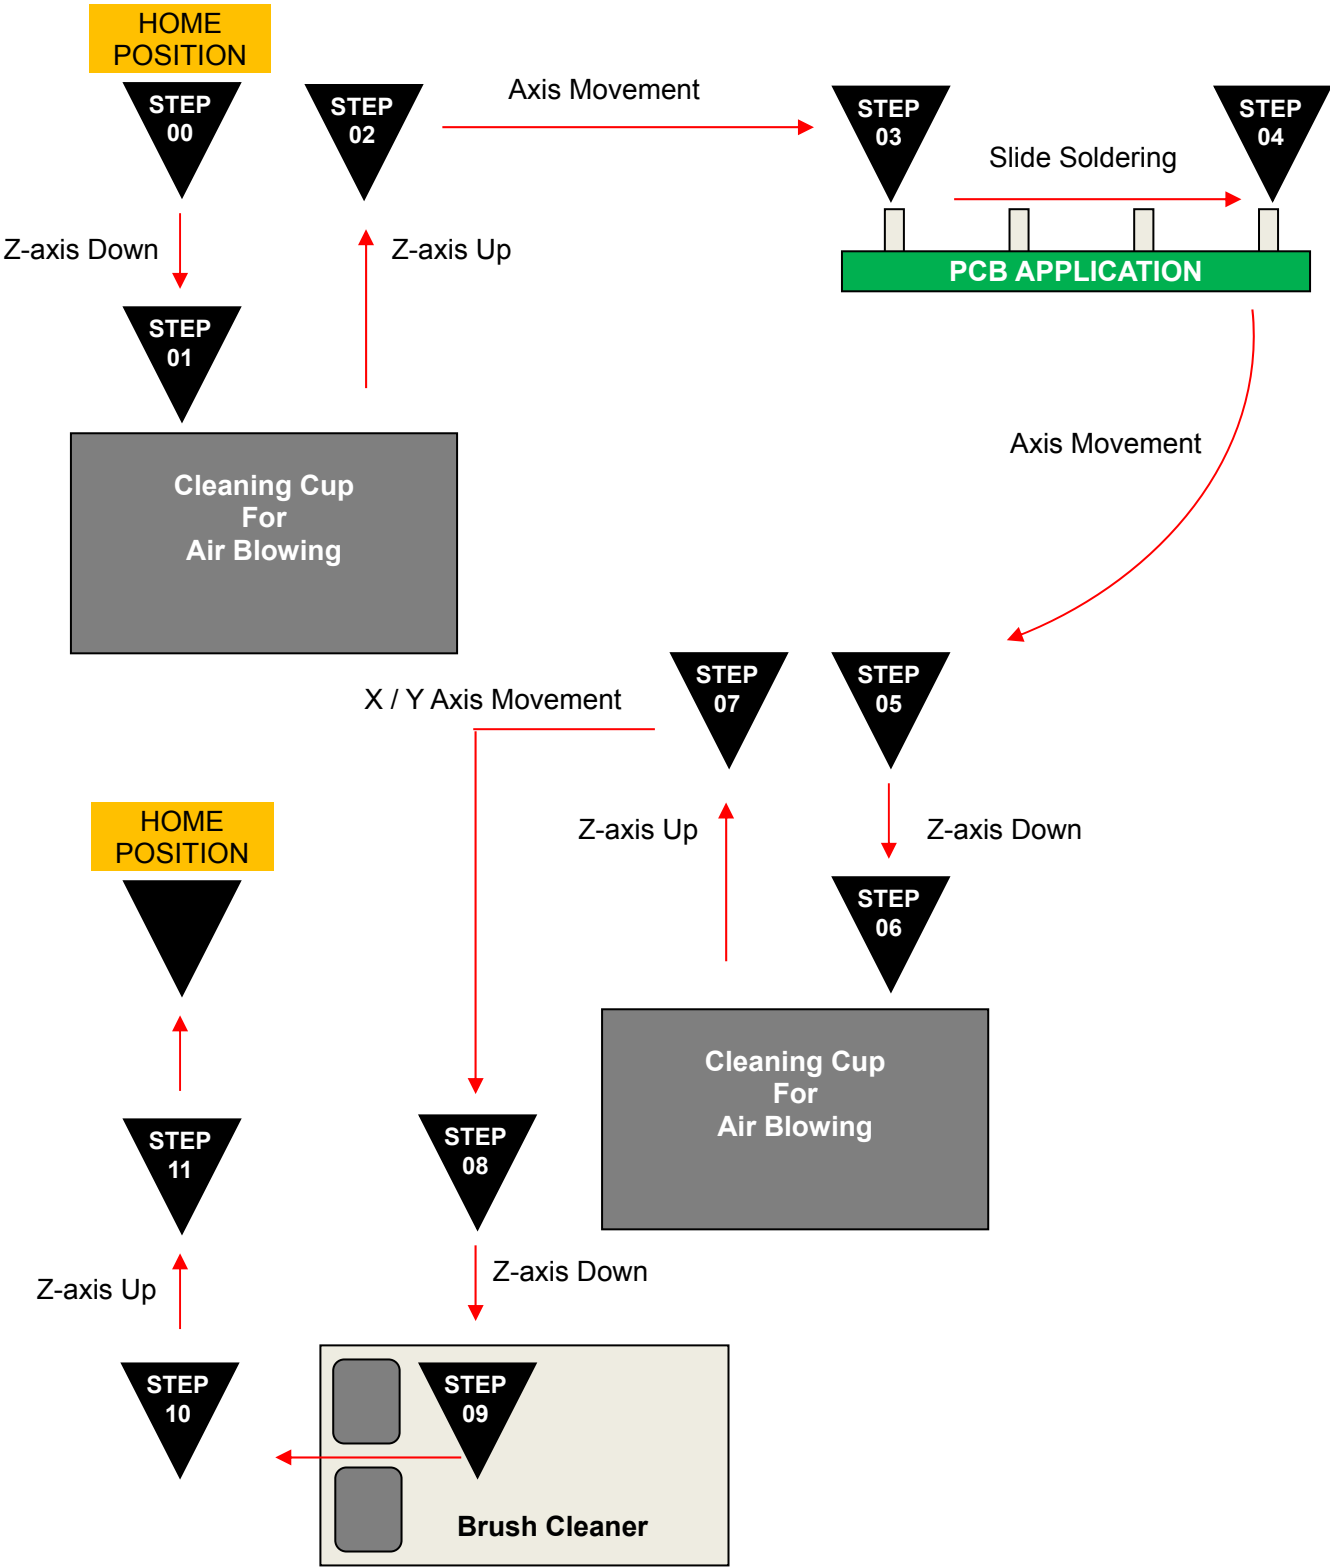 HOME
POSITION
STEP
00
STEP
02
Axis Movement
STEP
03
STEP
04
Slide Soldering
Z-axis Down
Z-axis Up
PCB APPLICATION
STEP
01
Cleaning Cup
For
Air Blowing
Axis Movement
X / Y Axis Movement
STEP
07
STEP
05
HOME
POSITION
Z-axis Up
Z-axis Down
STEP
06
Cleaning Cup
For
Air Blowing
STEP
11
STEP
08
Z-axis Up
Z-axis Down
STEP
10
STEP
09
Brush Cleaner